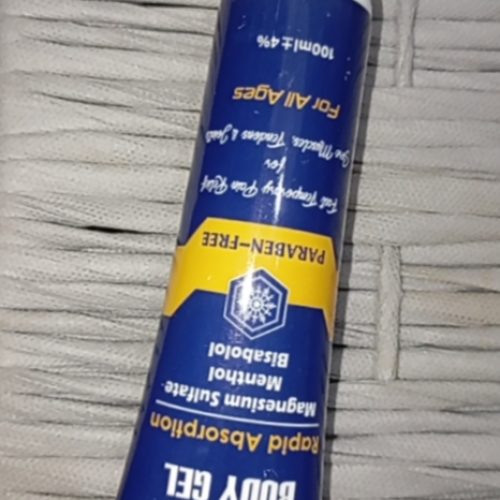 BODY GEL
Rapid Absorption
Magnesium Sulfate
Menthol
Bisabolol
PARABEN-FREE
Fast Temporary Pain Relief
for
Sore Muscles, Tendons & Joints
For All Ages
100ml±4%